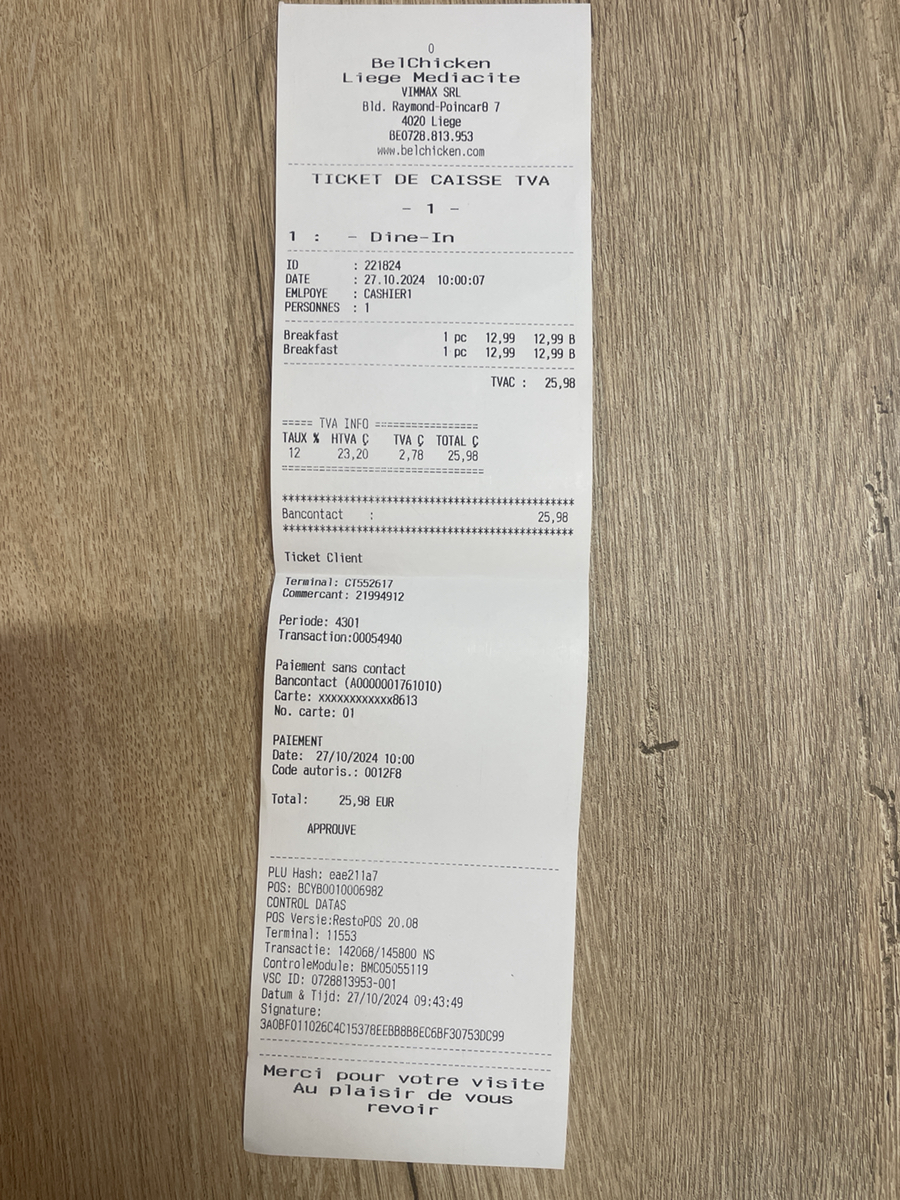 0
BelChicken
Liege Mediacite
VIMMAX SRL
Bld. Raymond-Poincar8 7
4020 Liege
BE0728.813.953
www.belchicken.com
TICKET DE CAISSE TVA
- 1 -
1 : - Dine-In
ID : 221824
DATE : 27.10.2024 10:00:07
EMLPOYE : CASHIER1
PERSONNES : 1
Breakfast 1 pc 12,99 12,99 B
Breakfast 1 pc 12,99 12,99 B
TVAC : 25,98
===== TVA INFO =================
TAUX % HTVA Ç TVA Ç TOTAL Ç
12 23,20 2,78 25,98
Bancontact : 25,98
Ticket Client
Terminal: CT552617
Commercant: 21994912
Periode: 4301
Transaction:00054940
Paiement sans contact
Bancontact (A0000001761010)
Carte: xxxxxxxxxxxx8613
No. carte: 01
PAIEMENT
Date: 27/10/2024 10:00
Code autoris.: 0012F8
Total: 25,98 EUR
APPROUVE
PLU Hash: eae211a7
POS: BCYB0010006982
CONTROL DATAS
POS Versie:RestoPOS 20.08
Terminal: 11553
Transactie: 142068/145800 NS
ControleModule: BMC05055119
VSC ID: 0728813953-001
Datum & Tijd: 27/10/2024 09:43:49
Signature:
3A0BF011026C4C15378EEBB8B8EC6BF30753DC99
Merci pour votre visite
Au plaisir de vous
revoir